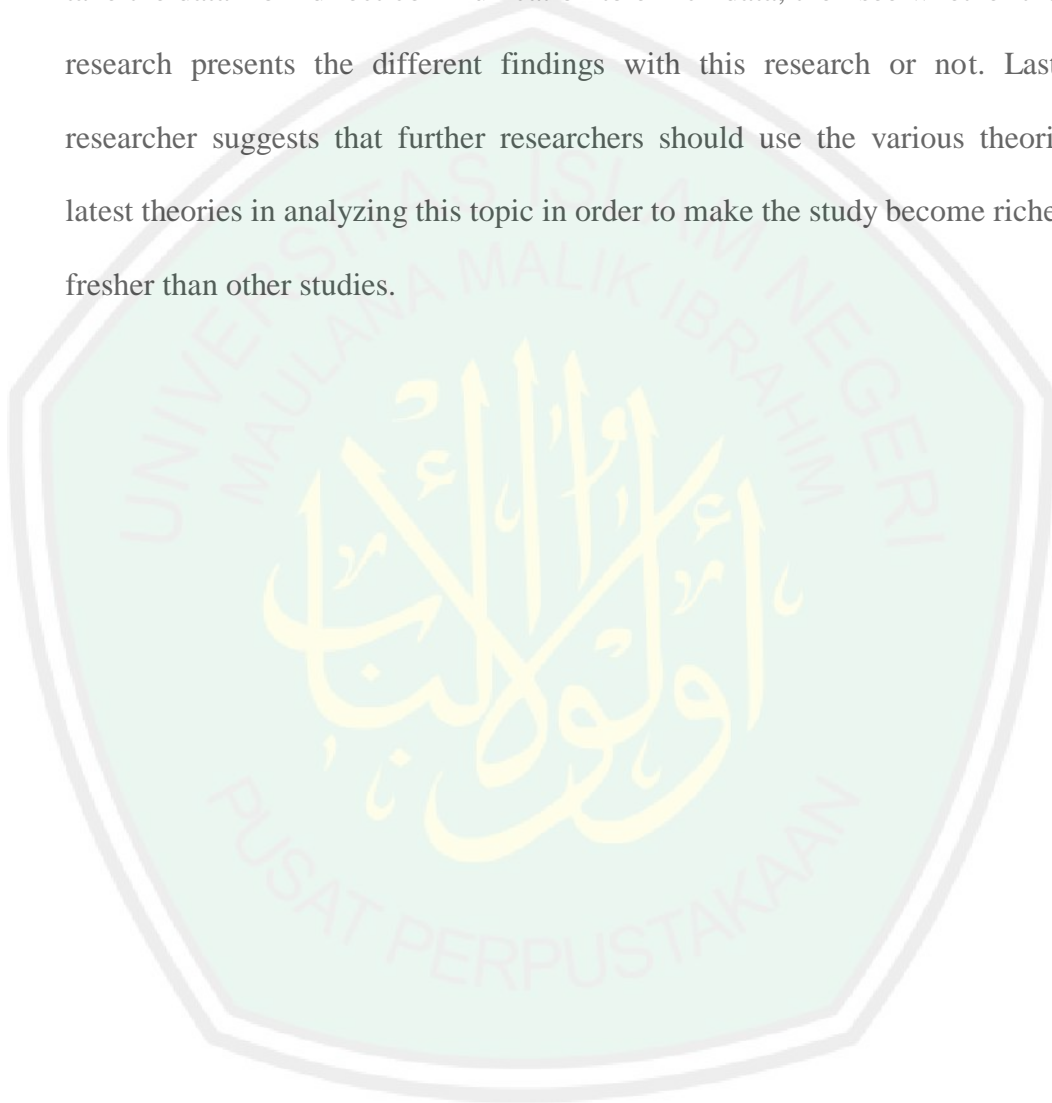 research presents the different findings with this research or not. Last
researcher suggests that further researchers should use the various theori
latest theories in analyzing this topic in order to make the study become riche
fresher than other studies.
UNIVERSITAS ISLAM NEGERI
MAULANA MALIK IBRAHIM
أولوا الألباب
PUSAT PERPUSTAKAAN